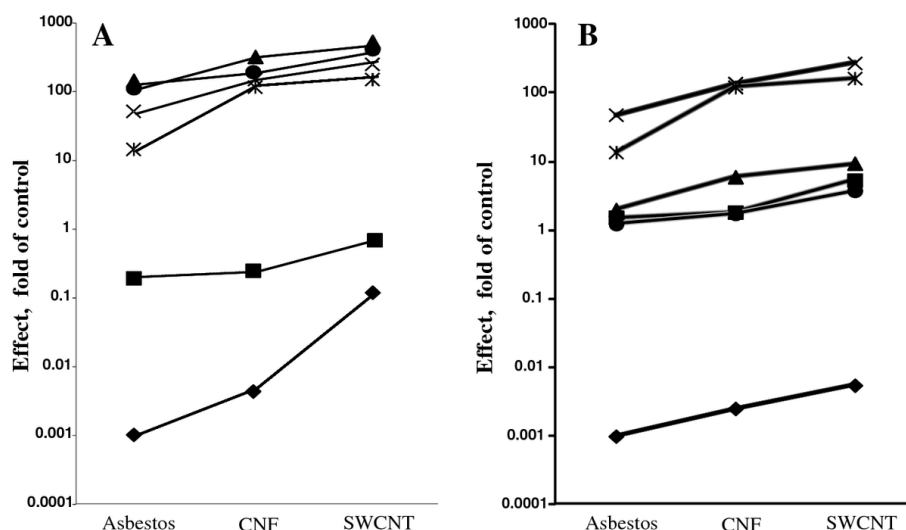 A
Effect, fold of control
1000
100
10
1
0.1
0.01
0.001
0.0001
Asbestos CNF SWCNT
B
Effect, fold of control
1000
100
10
1
0.1
0.01
0.001
0.0001
Asbestos CNF SWCNT